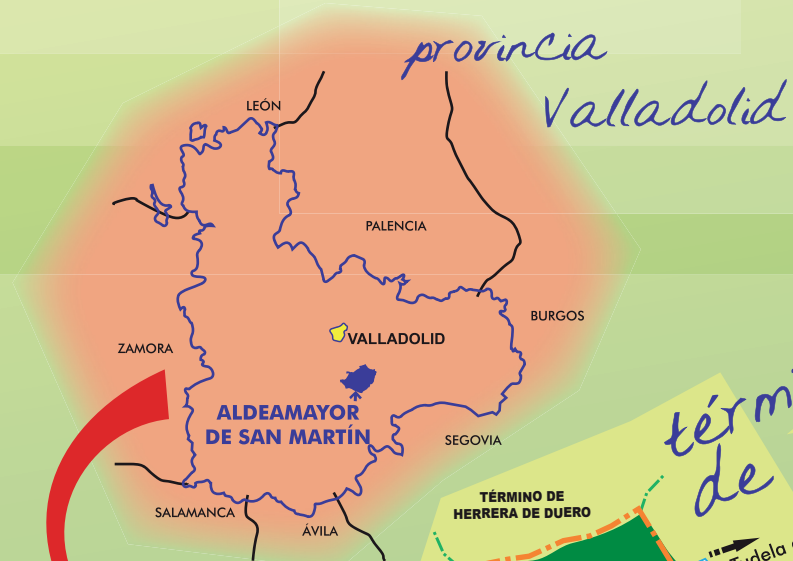 provincia
Valladolid
LEÓN
PALENCIA
BURGOS
VALLADOLID
ZAMORA
ALDEAMAYOR
DE SAN MARTÍN
SEGOVIA
SALAMANCA
ÁVILA
de
TÉRMINO DE
HERRERA DE DUERO
Tudela